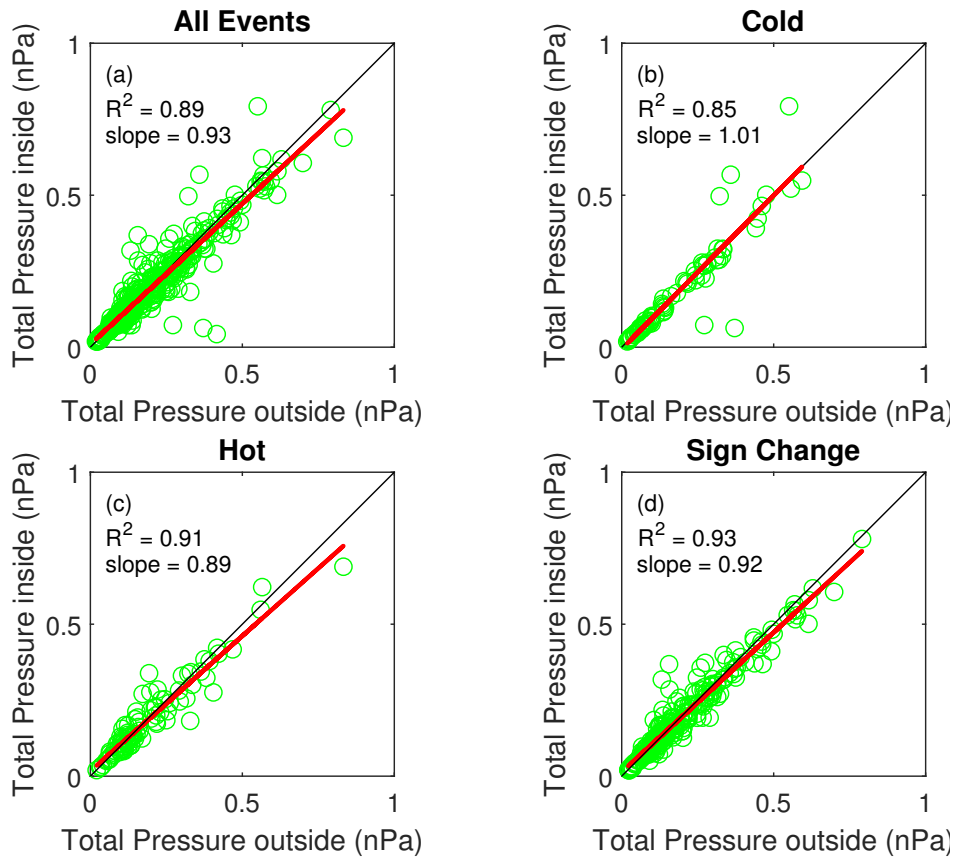 All Events
(a)
R² = 0.89
slope = 0.93
Total Pressure inside (nPa)
1
0.5
0
0 0.5 1
Total Pressure outside (nPa)
Cold
(b)
R² = 0.85
slope = 1.01
Total Pressure inside (nPa)
1
0.5
0
0 0.5 1
Total Pressure outside (nPa)
Hot
(c)
R² = 0.91
slope = 0.89
Total Pressure inside (nPa)
1
0.5
0
0 0.5 1
Total Pressure outside (nPa)
Sign Change
(d)
R² = 0.93
slope = 0.92
Total Pressure inside (nPa)
1
0.5
0
0 0.5 1
Total Pressure outside (nPa)